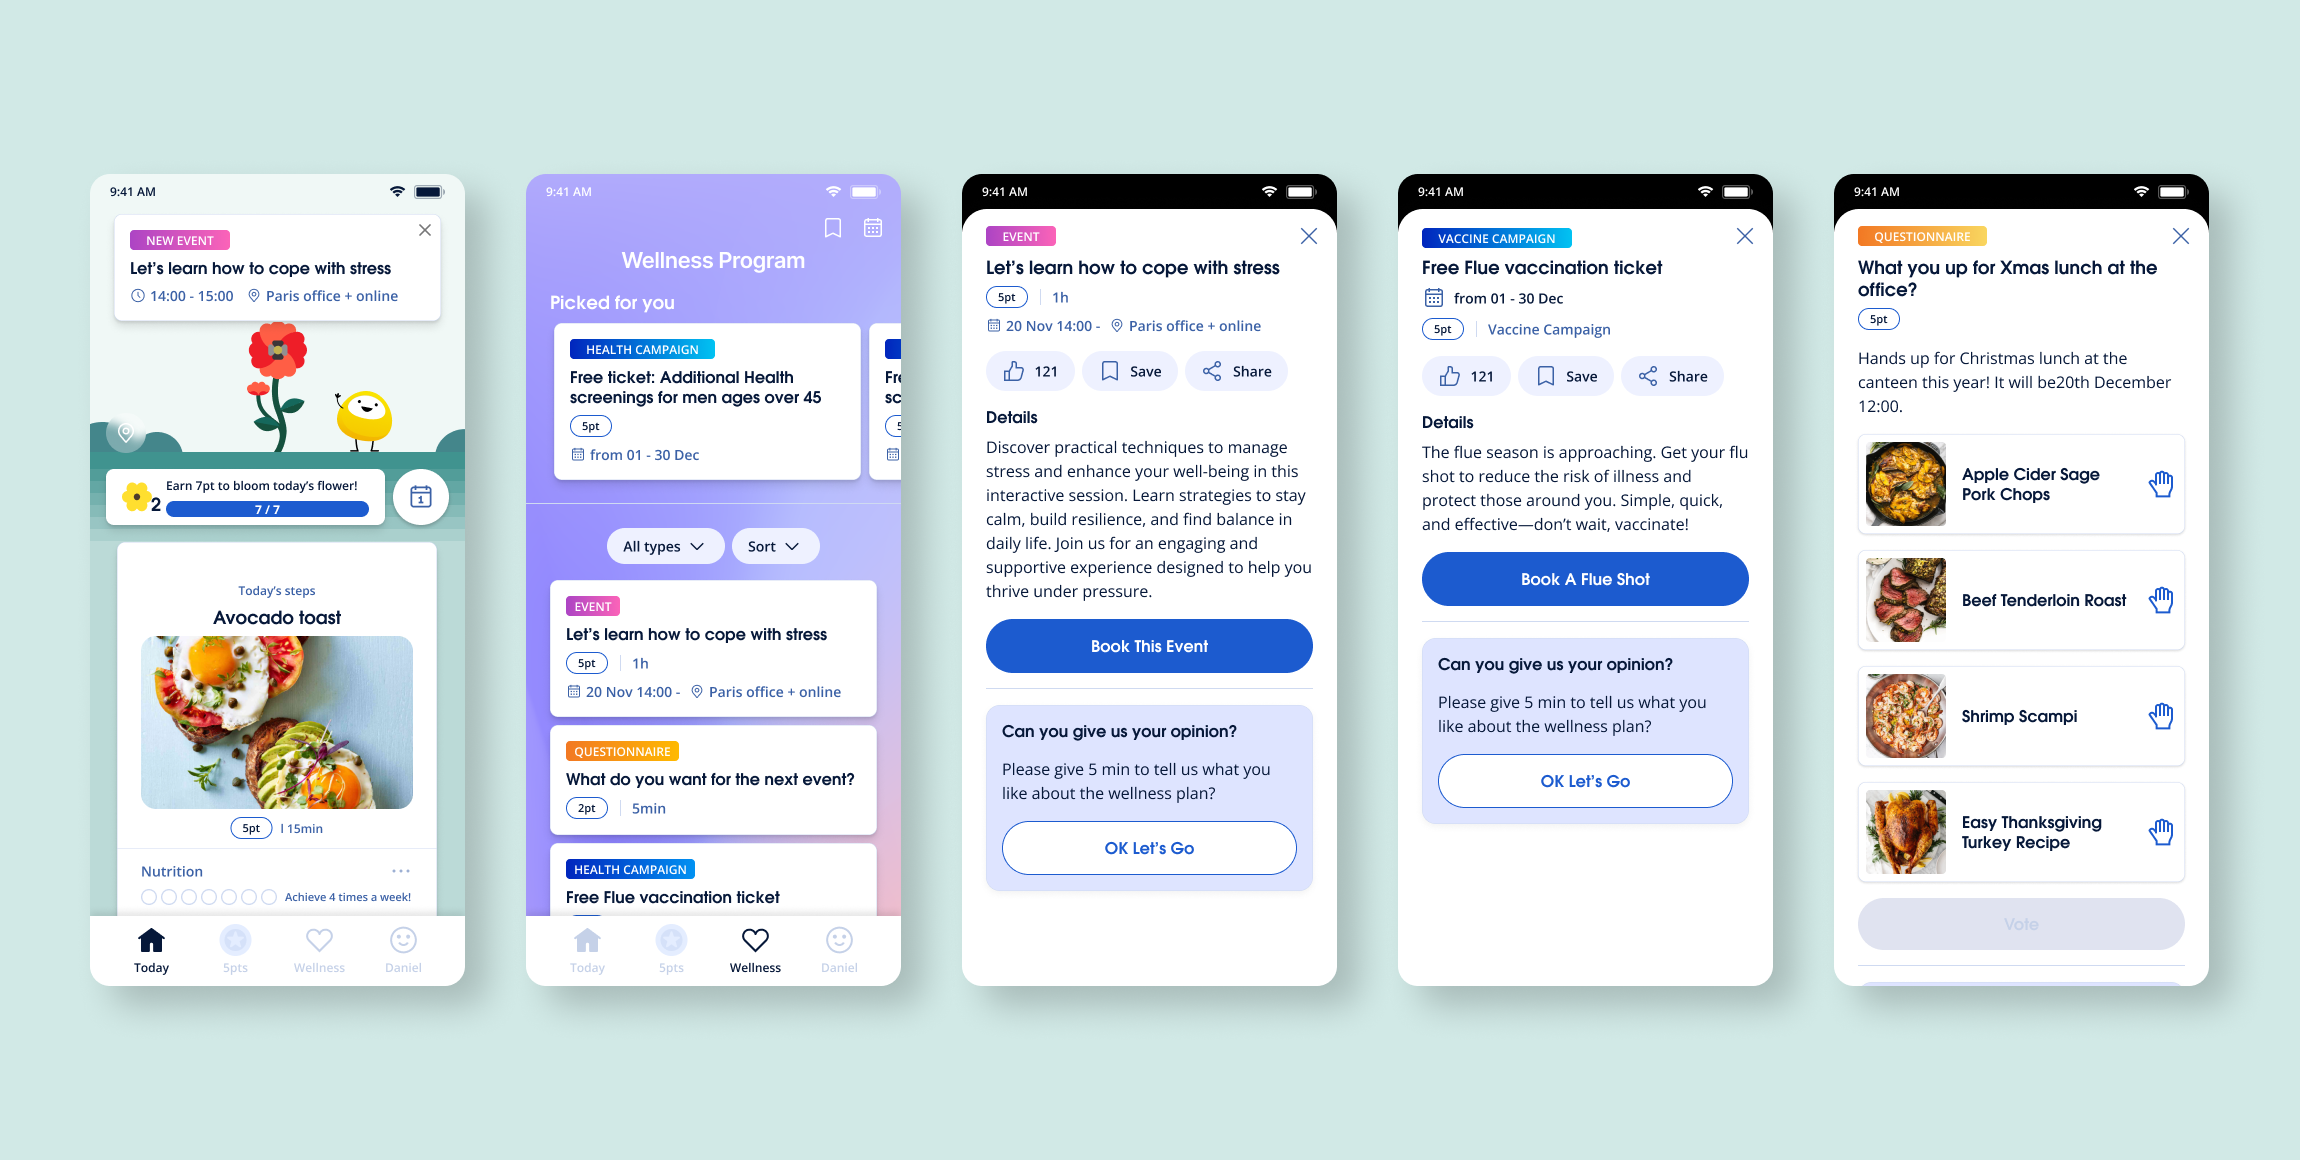 9:41 AM
NEW EVENT
Let's learn how to cope with stress
14:00 - 15:00 Paris office + online
Earn 7pt to bloom today's flower!
2
7 / 7
1
Today's steps
Avocado toast
5pt | 15min
Nutrition
Achieve 4 times a week!
Today 5pts Wellness Daniel
9:41 AM
Wellness Program
Picked for you
HEALTH CAMPAIGN
Free ticket: Additional Health
screenings for men ages over 45
5pt
from 01 - 30 Dec
All types Sort
EVENT
Let's learn how to cope with stress
5pt | 1h
20 Nov 14:00 - Paris office + online
QUESTIONNAIRE
What do you want for the next event?
2pt | 5min
HEALTH CAMPAIGN
Free Flue vaccination ticket
Today 5pts Wellness Daniel
9:41 AM
EVENT
Let's learn how to cope with stress
5pt | 1h
20 Nov 14:00 - Paris office + online
121 Save Share
Details
Discover practical techniques to manage
stress and enhance your well-being in this
interactive session. Learn strategies to stay
calm, build resilience, and find balance in
daily life. Join us for an engaging and
supportive experience designed to help you
thrive under pressure.
Book This Event
Can you give us your opinion?
Please give 5 min to tell us what you
like about the wellness plan?
OK Let's Go
9:41 AM
VACCINE CAMPAIGN
Free Flue vaccination ticket
from 01 - 30 Dec
5pt | Vaccine Campaign
121 Save Share
Details
The flue season is approaching. Get your flu
shot to reduce the risk of illness and
protect those around you. Simple, quick,
and effective—don't wait, vaccinate!
Book A Flue Shot
Can you give us your opinion?
Please give 5 min to tell us what you
like about the wellness plan?
OK Let's Go
9:41 AM
QUESTIONNAIRE
What you up for Xmas lunch at the
office?
5pt
Hands up for Christmas lunch at the
canteen this year! It will be20th December
12:00.
Apple Cider Sage
Pork Chops
Beef Tenderloin Roast
Shrimp Scampi
Easy Thanksgiving
Turkey Recipe
Vote